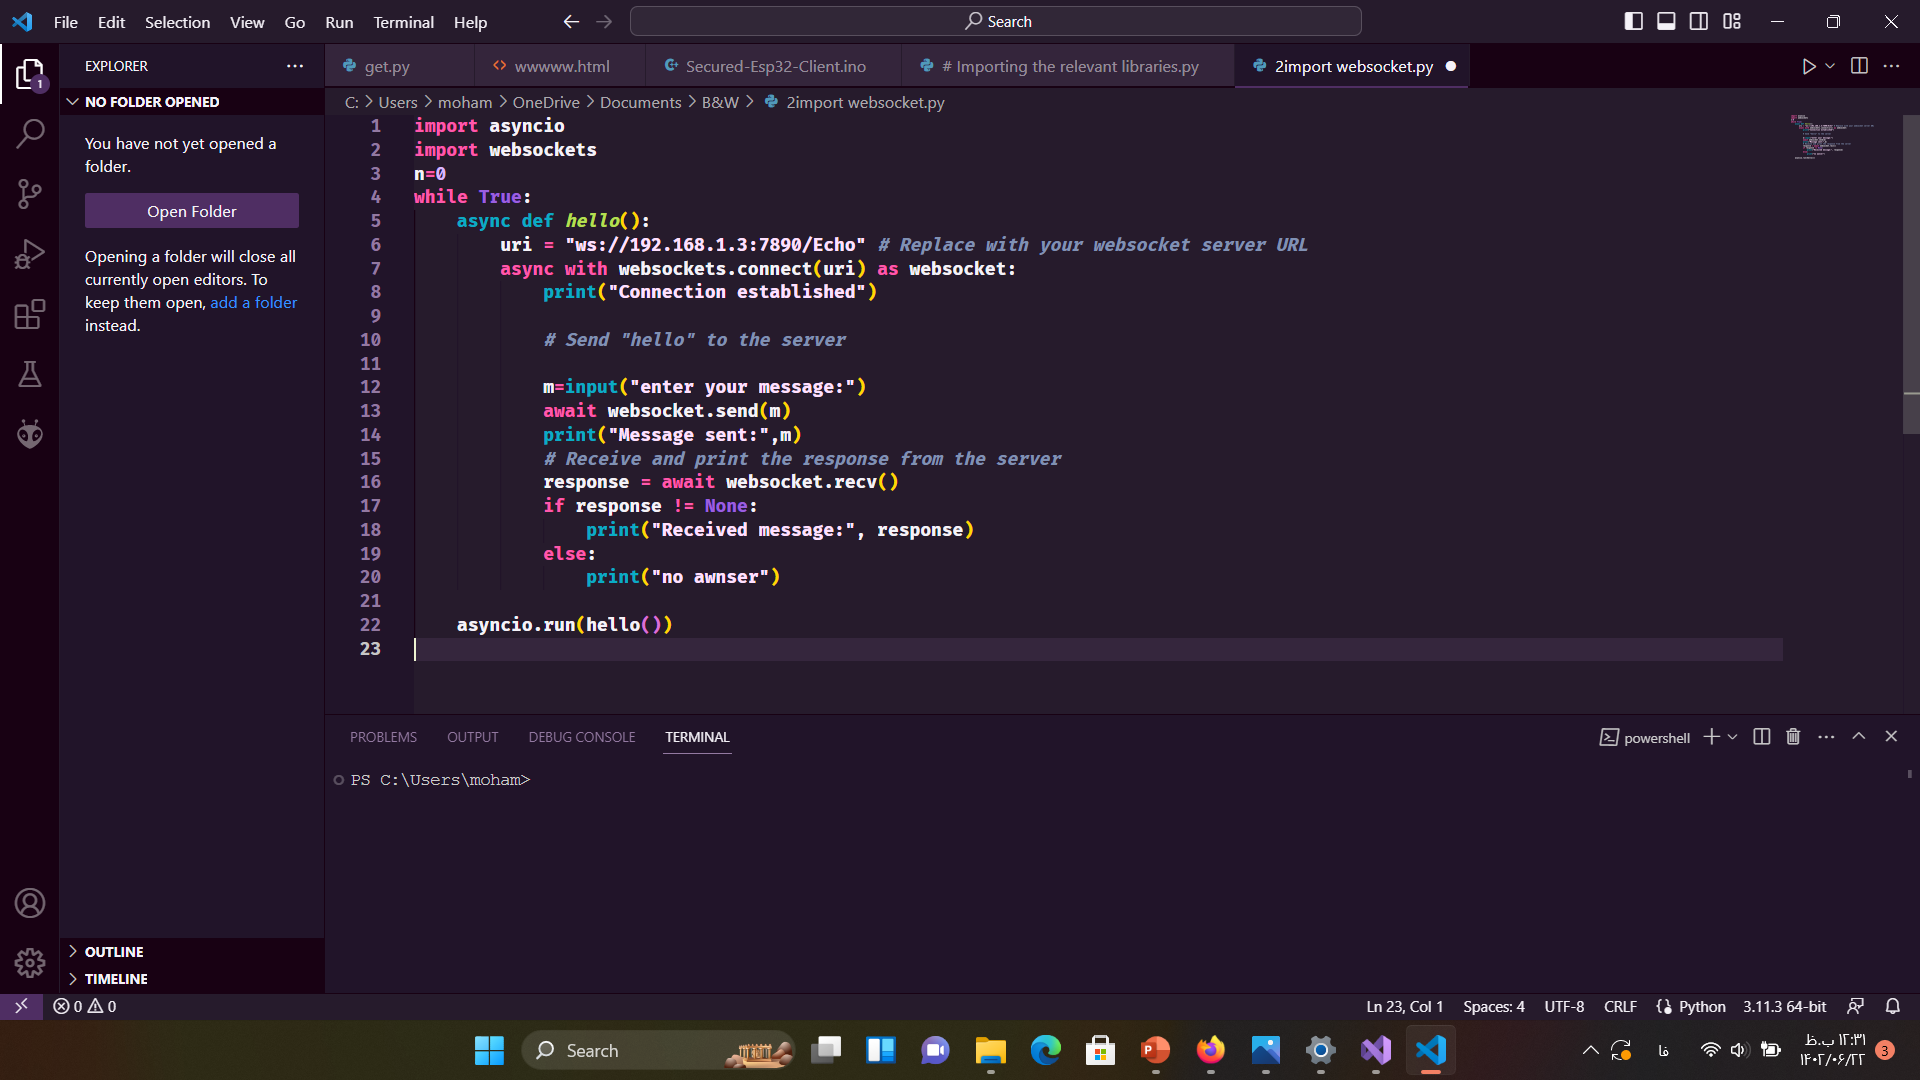 File Edit Selection View Go Run Terminal Help
Search
EXPLORER
get.py
wwwww.html
Secured-Esp32-Client.ino
# Importing the relevant libraries.py
2import websocket.py
1
NO FOLDER OPENED
C: > Users > moham > OneDrive > Documents > B&W > 2import websocket.py
You have not yet opened a
folder.
Open Folder
Opening a folder will close all
currently open editors. To
keep them open, add a folder
instead.
1 import asyncio
2 import websockets
3 n=0
4 while True:
5     async def hello():
6         uri = "ws://192.168.1.3:7890/Echo" # Replace with your websocket server URL
7         async with websockets.connect(uri) as websocket:
8             print("Connection established")
9
10             # Send "hello" to the server
11
12             m=input("enter your message:")
13             await websocket.send(m)
14             print("Message sent:",m)
15             # Receive and print the response from the server
16             response = await websocket.recv()
17             if response != None:
18                 print("Received message:", response)
19             else:
20                 print("no awnser")
21
22     asyncio.run(hello())
23
PROBLEMS OUTPUT DEBUG CONSOLE TERMINAL
powershell
PS C:\Users\moham>
OUTLINE
TIMELINE
0 0
Ln 23, Col 1 Spaces: 4 UTF-8 CRLF Python 3.11.3 64-bit
Search
فا
۱۲:۳۱ ب.ظ
۱۴۰۲/۰۶/۲۲
3